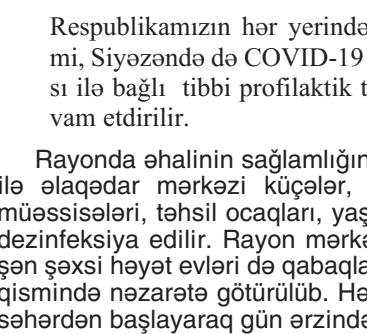 Respublikamızın hər yerində
mi, Siyəzəndə də COVID-19
sı ilə bağlı tibbi profilaktik t
vam etdirilir.
Rayonda əhalinin sağlamlığın
ilə əlaqədar mərkəzi küçələr,
müəssisələri, təhsil ocaqları, yaş
dezinfeksiya edilir. Rayon mərkə
şən şəxsi həyət evləri də qabaqla
qismində nəzarətə götürülüb. Hə
səhərdən başlayaraq gün ərzində